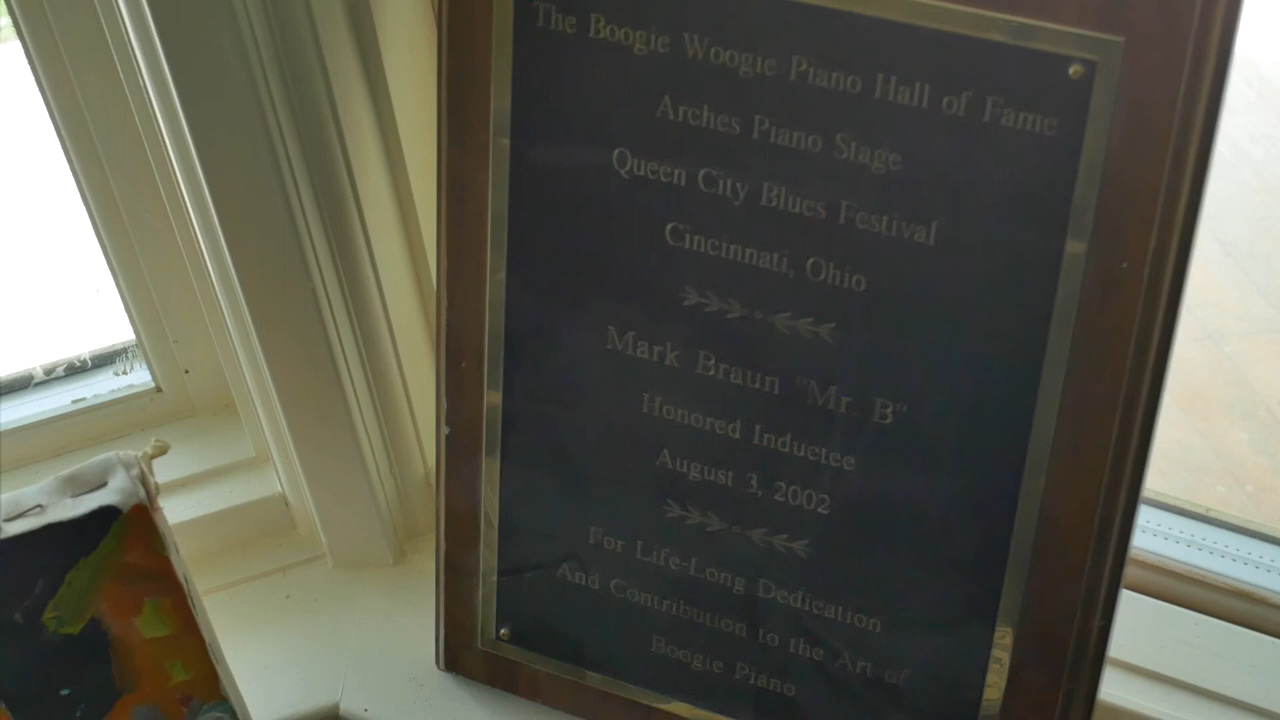 The Boogie Woogie Piano Hall of Fame
Arches Piano Stage
Queen City Blues Festival
Cincinnati, Ohio
Mark Braun "Mr. B"
Honored Inductee
August 3, 2002
For Life-Long Dedication
And Contribution to the Art of
Boogie Piano